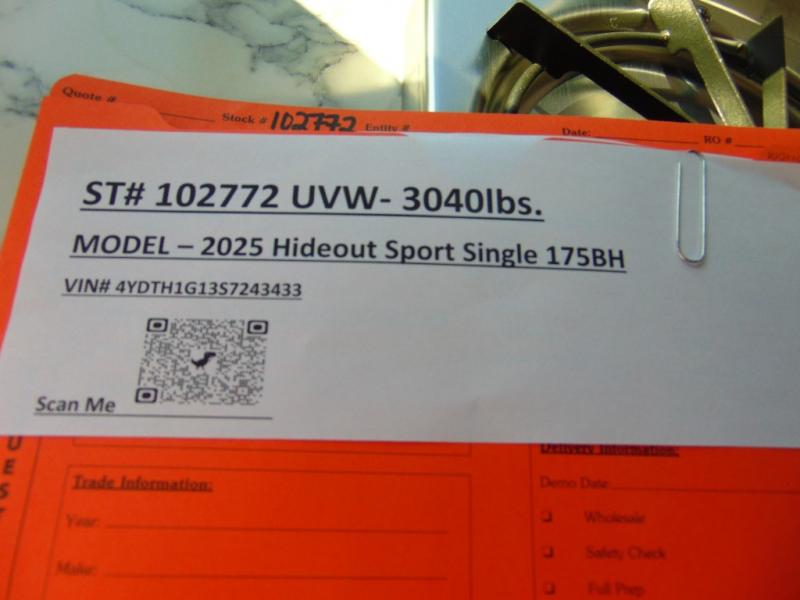 Quote #
Stock # 102772 Entity # Date: RO #
ST# 102772 UVW- 3040lbs.
MODEL – 2025 Hideout Sport Single 175BH
VIN# 4YDTH1G13S7243433
Scan Me
U
E
S
T
Trade Information:
Year:
Make:
Delivery Information:
Demo Date:
Wholesale
Safety Check
Full Prep